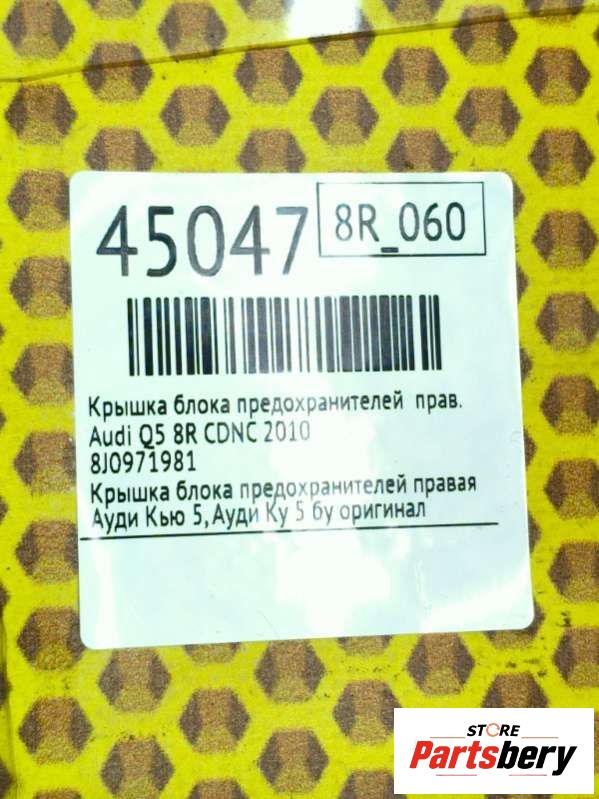 45047
8R_060
Крышка блока предохранителей прав.
Audi Q5 8R CDNC 2010
8J0971981
Крышка блока предохранителей правая
Ауди Кью 5, Ауди Ку 5 бу оригинал
STORE
Partsbery